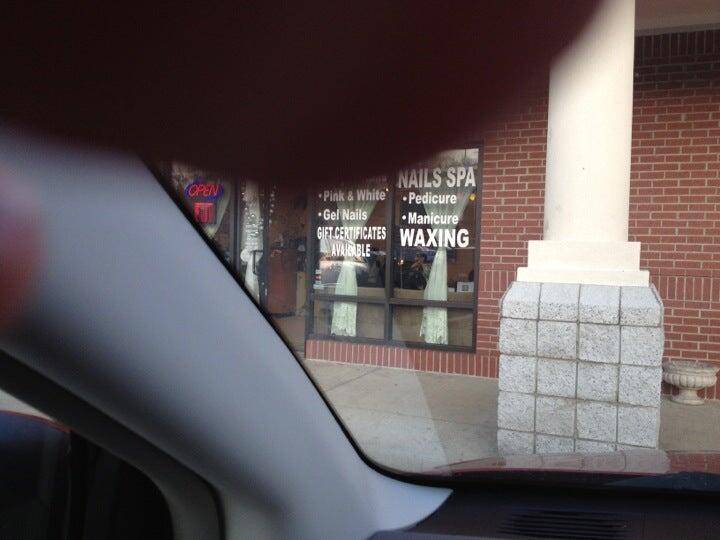 OPEN
• Pink & White
• Gel Nails
GIFT CERTIFICATES
AVAILABLE
NAILS SPA
• Pedicure
• Manicure
WAXING